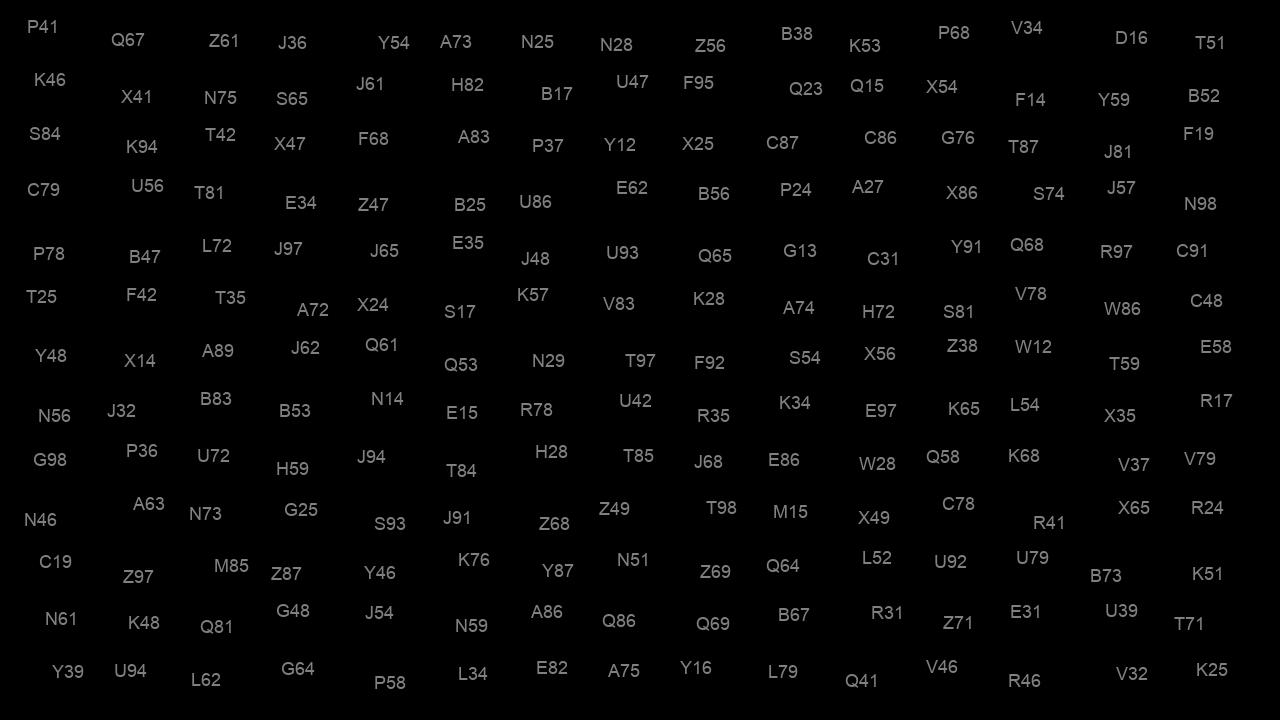 P41 Q67 Z61 J36 Y54 A73 N25 N28 Z56 B38 K53 P68 V34 D16 T51
K46 X41 N75 S65 J61 H82 B17 U47 F95 Q23 Q15 X54 F14 Y59 B52
S84 K94 T42 X47 F68 A83 P37 Y12 X25 C87 C86 G76 T87 J81 F19
C79 U56 T81 E34 Z47 B25 U86 E62 B56 P24 A27 X86 S74 J57 N98
P78 B47 L72 J97 J65 E35 J48 U93 Q65 G13 C31 Y91 Q68 R97 C91
T25 F42 T35 A72 X24 S17 K57 V83 K28 A74 H72 S81 V78 W86 C48
Y48 X14 A89 J62 Q61 Q53 N29 T97 F92 S54 X56 Z38 W12 T59 E58
N56 J32 B83 B53 N14 E15 R78 U42 R35 K34 E97 K65 L54 X35 R17
G98 P36 U72 H59 J94 T84 H28 T85 J68 E86 W28 Q58 K68 V37 V79
N46 A63 N73 G25 S93 J91 Z68 Z49 T98 M15 X49 C78 R41 X65 R24
C19 Z97 M85 Z87 Y46 K76 Y87 N51 Z69 Q64 L52 U92 U79 B73 K51
N61 K48 Q81 G48 J54 N59 A86 Q86 Q69 B67 R31 Z71 E31 U39 T71
Y39 U94 L62 G64 P58 L34 E82 A75 Y16 L79 Q41 V46 R46 V32 K25